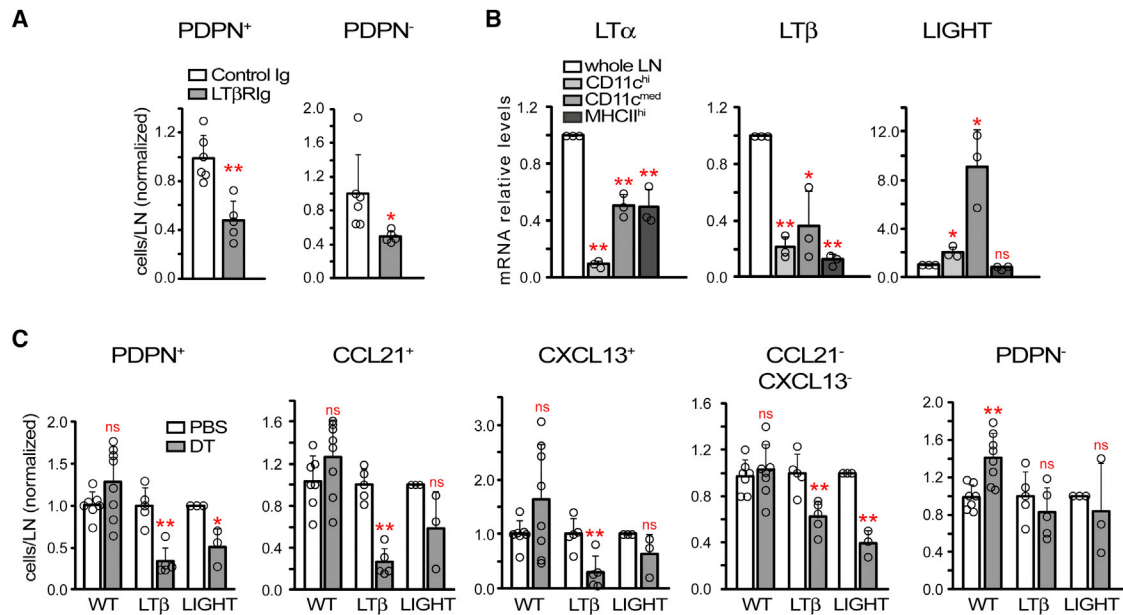 A
PDPN+
PDPN-
Control Ig
LTβRIg
cells/LN (normalized)
1.2
1.0
0.8
0.4
0.0
**
2.0
1.6
1.2
0.8
0.4
0.0
*
B
LTα
LTβ
LIGHT
whole LN
CD11chi
CD11cmed
MHCIIhi
mRNA relative levels
1.0
0.8
0.4
0.0
**
**
**
1.0
0.8
0.4
0.0
**
*
**
12.0
8.0
4.0
0.0
*
*
ns
C
PDPN+
CCL21+
CXCL13+
CCL21-
CXCL13-
PDPN-
PBS
DT
cells/LN (normalized)
2.0
1.5
1.0
0.5
0.0
ns
**
*
WT LTβ LIGHT
1.6
1.2
0.8
0.4
0.0
ns
**
ns
WT LTβ LIGHT
3.0
2.0
1.0
0.0
ns
**
ns
WT LTβ LIGHT
1.6
1.2
1.0
0.8
0.4
0.0
ns
**
**
WT LTβ LIGHT
2.0
1.6
1.2
0.8
0.4
0.0
**
ns
ns
WT LTβ LIGHT